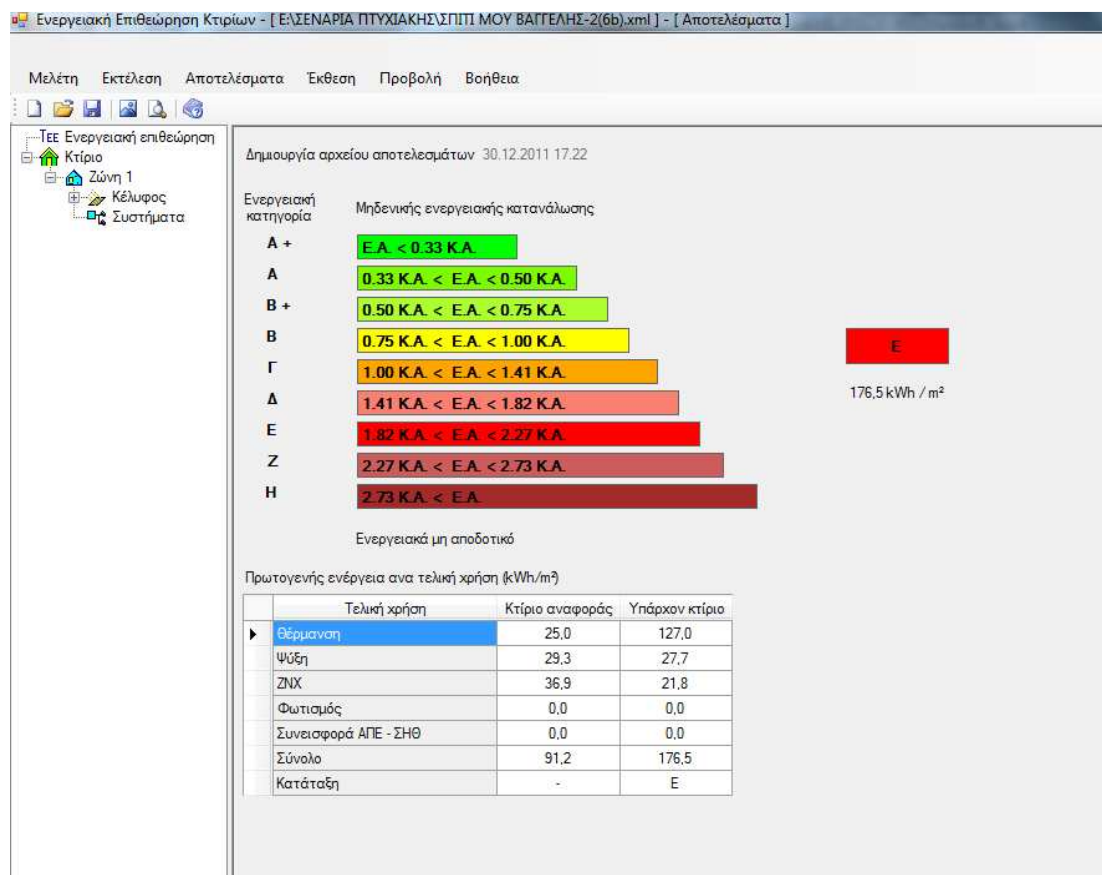 Ενεργειακή Επιθεώρηση Κτιρίων - [ E:\ΣΕΝΑΡΙΑ ΠΤΥΧΙΑΚΗΣ\ΣΠΙΤΙ ΜΟΥ ΒΑΓΓΕΛΗΣ-2(6b).xml ] - [ Αποτελέσματα ]
Μελέτη Εκτέλεση Αποτελέσματα Έκθεση Προβολή Βοήθεια
ΤΕΕ Ενεργειακή επιθεώρηση
Κτίριο
Ζώνη 1
Κέλυφος
Συστήματα
Δημιουργία αρχείου αποτελεσμάτων 30.12.2011 17.22
Ενεργειακή κατηγορία
Μηδενικής ενεργειακής κατανάλωσης
Α + Ε.Α. < 0.33 Κ.Α.
Α 0.33 Κ.Α. < Ε.Α. < 0.50 Κ.Α.
Β + 0.50 Κ.Α. < Ε.Α. < 0.75 Κ.Α.
Β 0.75 Κ.Α. < Ε.Α. < 1.00 Κ.Α.
Γ 1.00 Κ.Α. < Ε.Α. < 1.41 Κ.Α.
Δ 1.41 Κ.Α. < Ε.Α. < 1.82 Κ.Α.
Ε 1.82 Κ.Α. < Ε.Α. < 2.27 Κ.Α.
Ζ 2.27 Κ.Α. < Ε.Α. < 2.73 Κ.Α.
Η 2.73 Κ.Α. < Ε.Α.
Ενεργειακά μη αποδοτικό
Ε
176,5 kWh / m²
Πρωτογενής ενέργεια ανα τελική χρήση (kWh/m²)
Τελική χρήση Κτίριο αναφοράς Υπάρχον κτίριο
Θέρμανση 25,0 127,0
Ψύξη 29,3 27,7
ΖΝΧ 36,9 21,8
Φωτισμός 0,0 0,0
Συνεισφορά ΑΠΕ - ΣΗΘ 0,0 0,0
Σύνολο 91,2 176,5
Κατάταξη - Ε